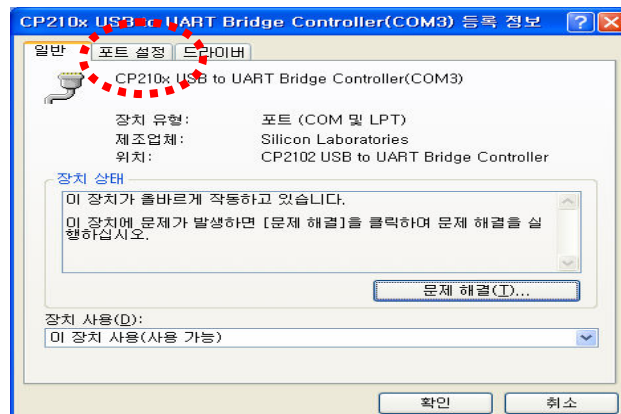 CP210x USB to UART Bridge Controller(COM3) 등록 정보
일반 포트 설정 드라이버
CP210x USB to UART Bridge Controller(COM3)
장치 유형: 포트 (COM 및 LPT)
제조업체: Silicon Laboratories
위치: CP2102 USB to UART Bridge Controller
장치 상태
이 장치가 올바르게 작동하고 있습니다.
이 장치에 문제가 발생하면 [문제 해결]을 클릭하여 문제 해결을 실
행하십시오.
문제 해결(T)...
장치 사용(D):
이 장치 사용(사용 가능)
확인 취소